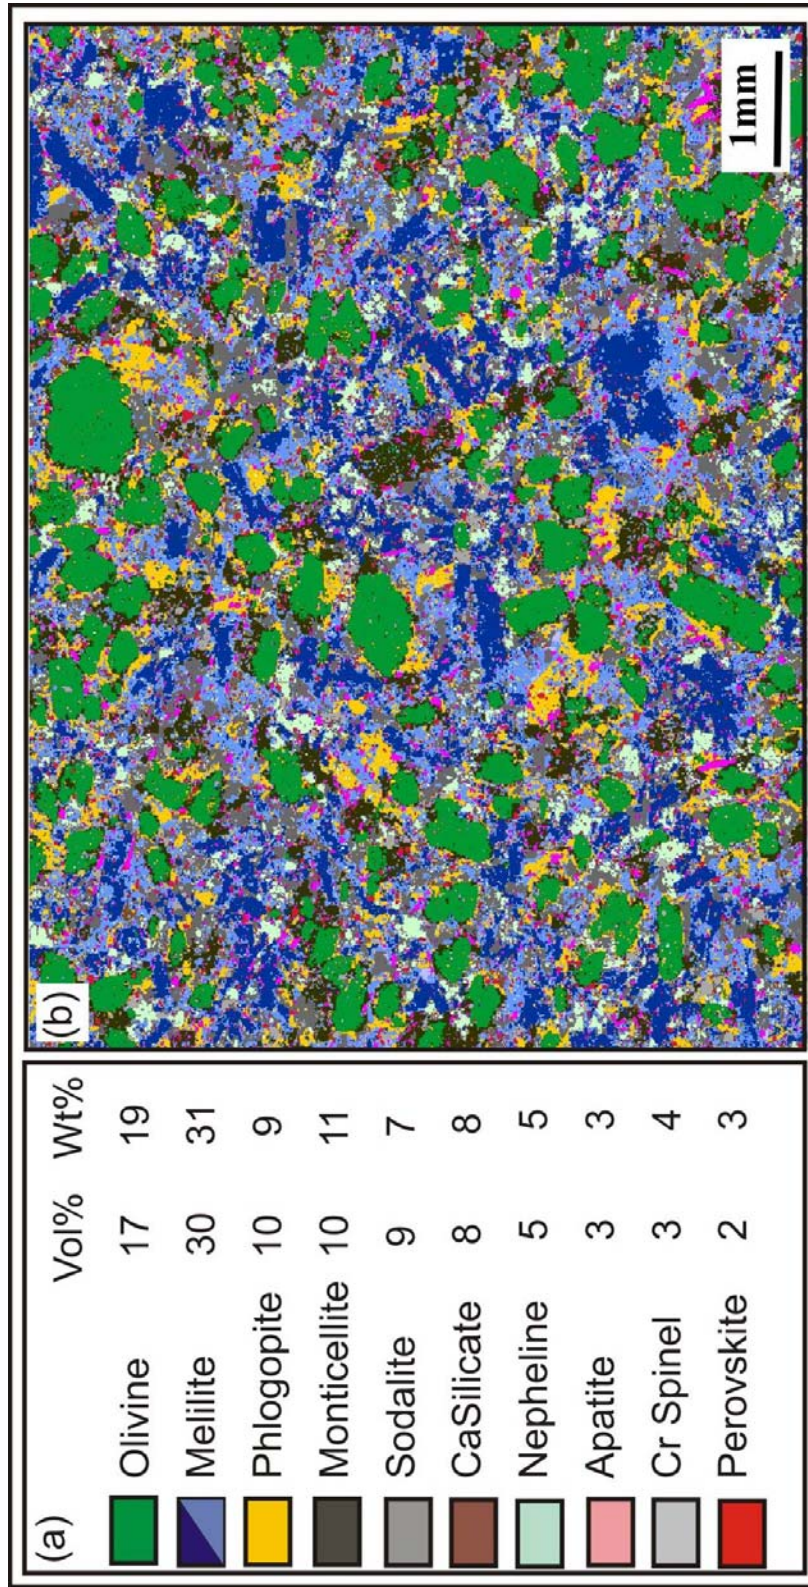 (a)
Vol% Wt%
Olivine 17 19
Melilite 30 31
Phlogopite 10 9
Monticellite 10 11
Sodalite 9 7
CaSilicate 8 8
Nepheline 5 5
Apatite 3 3
Cr Spinel 3 4
Perovskite 2 3
(b)
1mm